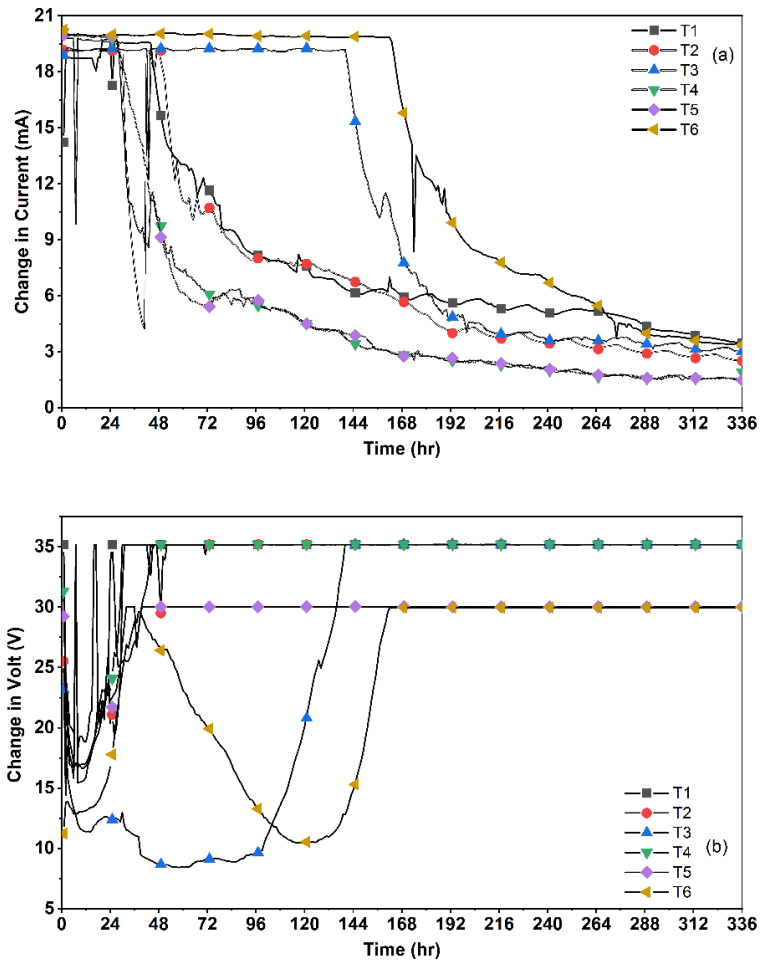 21
18
15
12
9
6
3
0
Change in Current (mA)
T1
T2
T3
T4
T5
T6
(a)
0 24 48 72 96 120 144 168 192 216 240 264 288 312 336
Time (hr)
40
35
30
25
20
15
10
5
Change in Volt (V)
T1
T2
T3
T4
T5
T6
(b)
0 24 48 72 96 120 144 168 192 216 240 264 288 312 336
Time (hr)